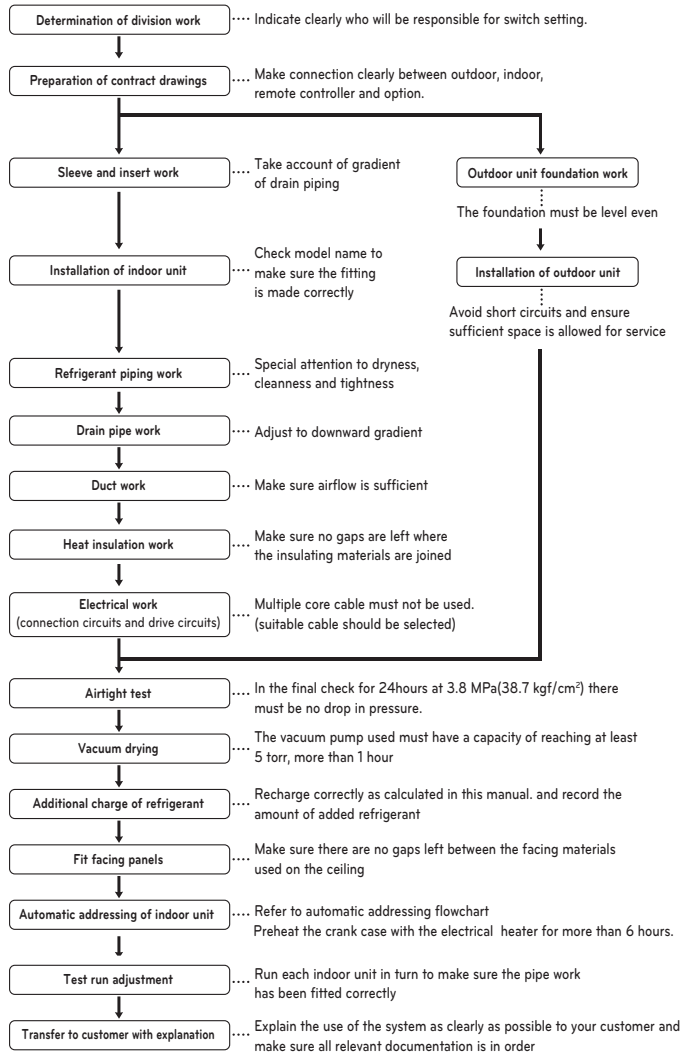 Determination of division work
Indicate clearly who will be responsible for switch setting.
Preparation of contract drawings
Make connection clearly between outdoor, indoor,
remote controller and option.
Sleeve and insert work
Take account of gradient
of drain piping
Outdoor unit foundation work
The foundation must be level even
Installation of indoor unit
Check model name to
make sure the fitting
is made correctly
Installation of outdoor unit
Avoid short circuits and ensure
sufficient space is allowed for service
Refrigerant piping work
Special attention to dryness,
cleanness and tightness
Drain pipe work
Adjust to downward gradient
Duct work
Make sure airflow is sufficient
Heat insulation work
Make sure no gaps are left where
the insulating materials are joined
Electrical work
(connection circuits and drive circuits)
Multiple core cable must not be used.
(suitable cable should be selected)
Airtight test
In the final check for 24hours at 3.8 MPa(38.7 kgf/cm²) there
must be no drop in pressure.
Vacuum drying
The vacuum pump used must have a capacity of reaching at least
5 torr, more than 1 hour
Additional charge of refrigerant
Recharge correctly as calculated in this manual. and record the
amount of added refrigerant
Fit facing panels
Make sure there are no gaps left between the facing materials
used on the ceiling
Automatic addressing of indoor unit
Refer to automatic addressing flowchart
Preheat the crank case with the electrical heater for more than 6 hours.
Test run adjustment
Run each indoor unit in turn to make sure the pipe work
has been fitted correctly
Transfer to customer with explanation
Explain the use of the system as clearly as possible to your customer and
make sure all relevant documentation is in order